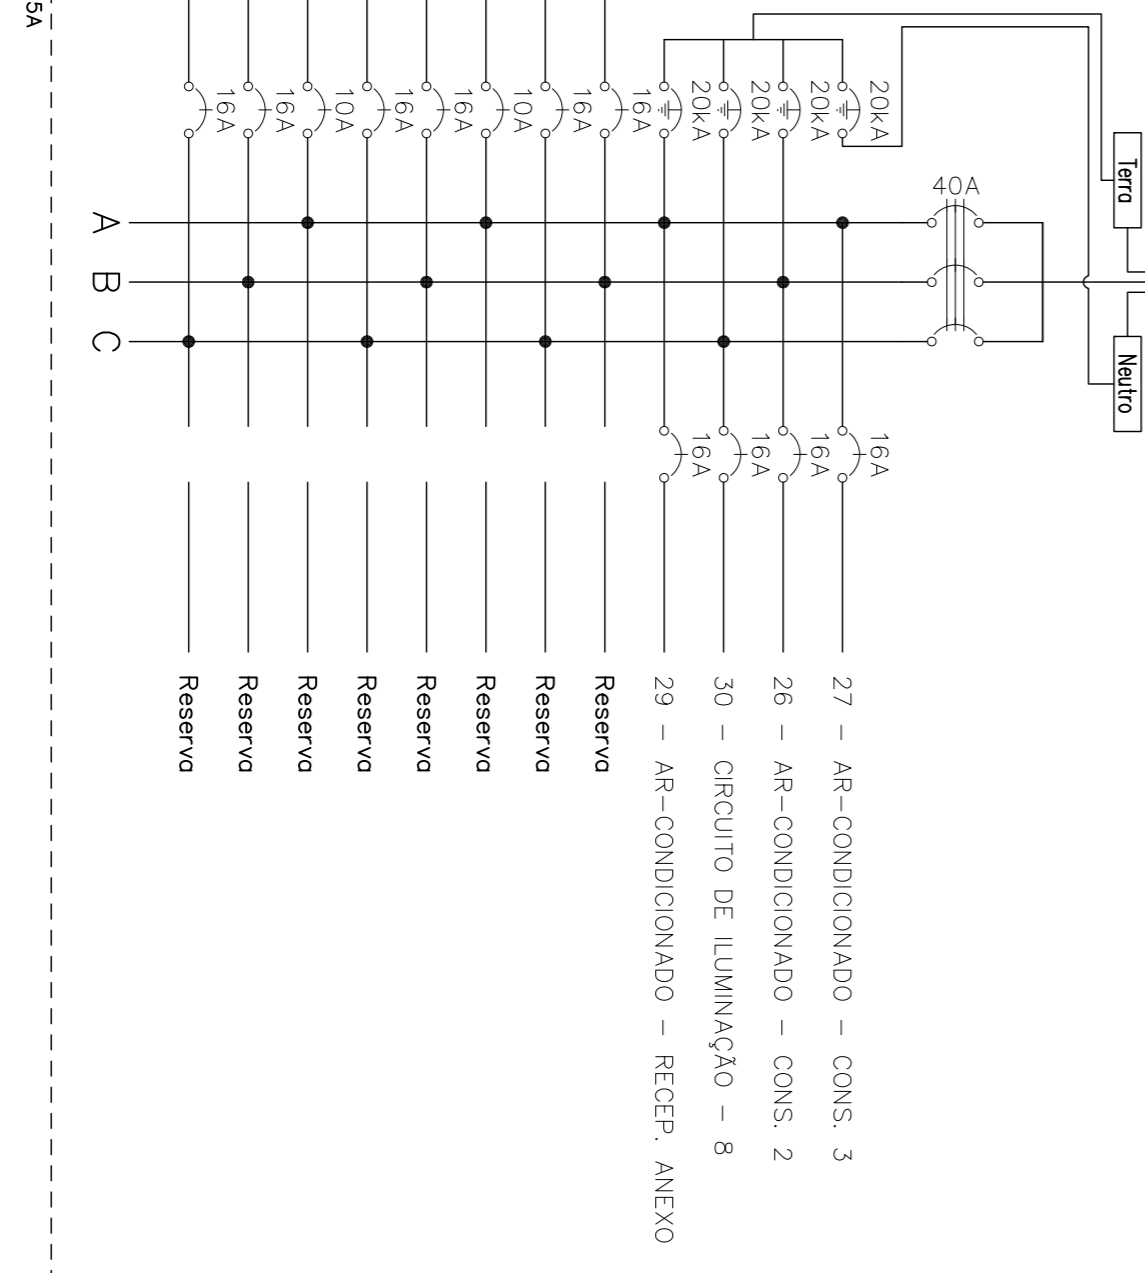 5A
Terra
Neutro
40A
20kA
20kA
20kA
20kA
16A
16A
10A
16A
16A
10A
16A
16A
A
B
C
16A
16A
16A
16A
27 - AR-CONDICIONADO - CONS. 3
26 - AR-CONDICIONADO - CONS. 2
30 - CIRCUITO DE ILUMINAÇÃO - 8
29 - AR-CONDICIONADO - RECEP. ANEXO
Reserva
Reserva
Reserva
Reserva
Reserva
Reserva
Reserva
Reserva